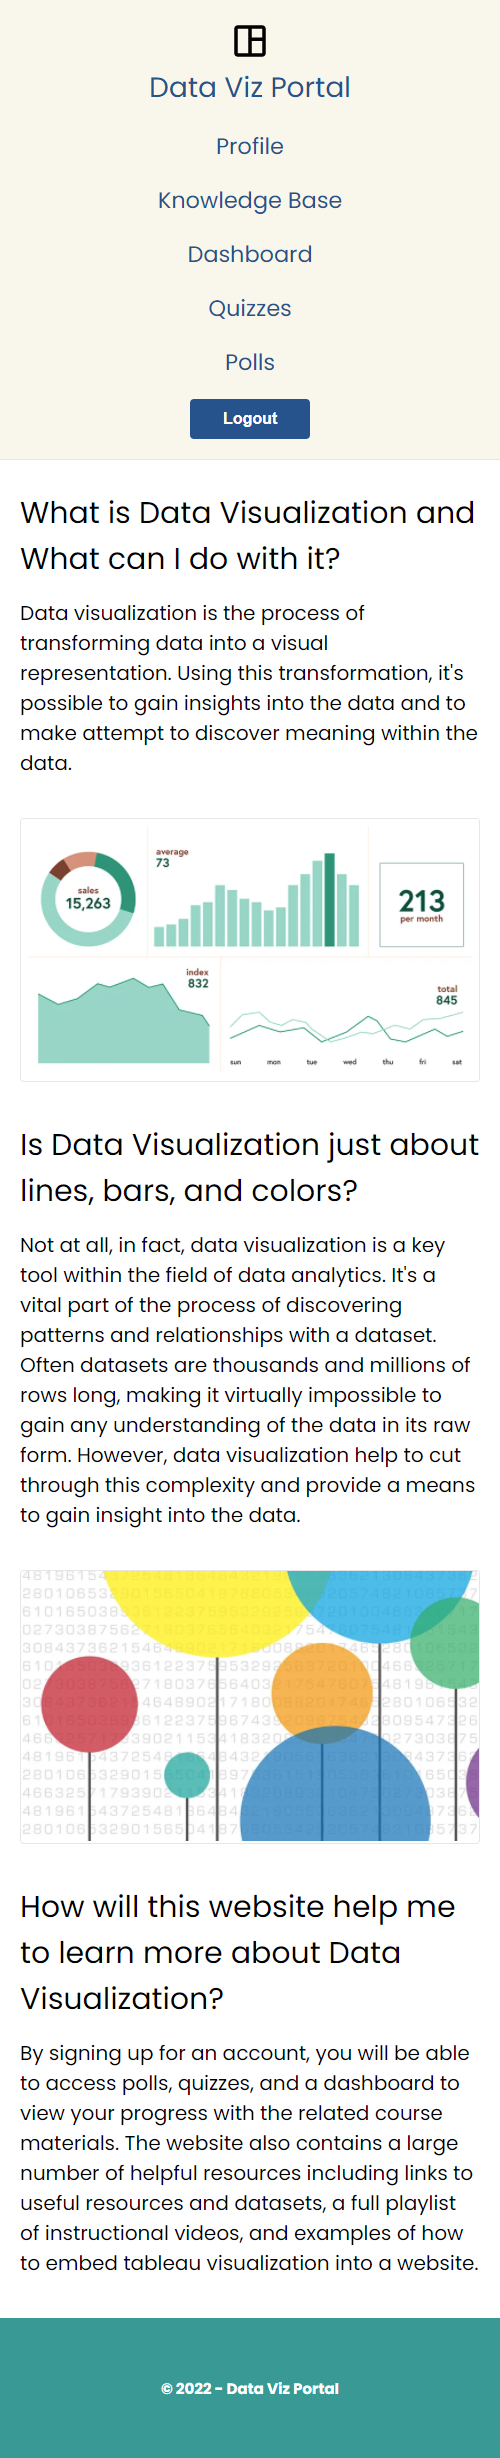 Data Viz Portal
Profile
Knowledge Base
Dashboard
Quizzes
Polls
Logout
What is Data Visualization and
What can I do with it?
Data visualization is the process of
transforming data into a visual
representation. Using this transformation, it's
possible to gain insights into the data and to
make attempt to discover meaning within the
data.
sales
15,263
average
73
213
per month
index
832
total
845
sun mon tue wed thu fri sat
Is Data Visualization just about
lines, bars, and colors?
Not at all, in fact, data visualization is a key
tool within the field of data analytics. It's a
vital part of the process of discovering
patterns and relationships with a dataset.
Often datasets are thousands and millions of
rows long, making it virtually impossible to
gain any understanding of the data in its raw
form. However, data visualization help to cut
through this complexity and provide a means
to gain insight into the data.
How will this website help me
to learn more about Data
Visualization?
By signing up for an account, you will be able
to access polls, quizzes, and a dashboard to
view your progress with the related course
materials. The website also contains a large
number of helpful resources including links to
useful resources and datasets, a full playlist
of instructional videos, and examples of how
to embed tableau visualization into a website.
© 2022 - Data Viz Portal